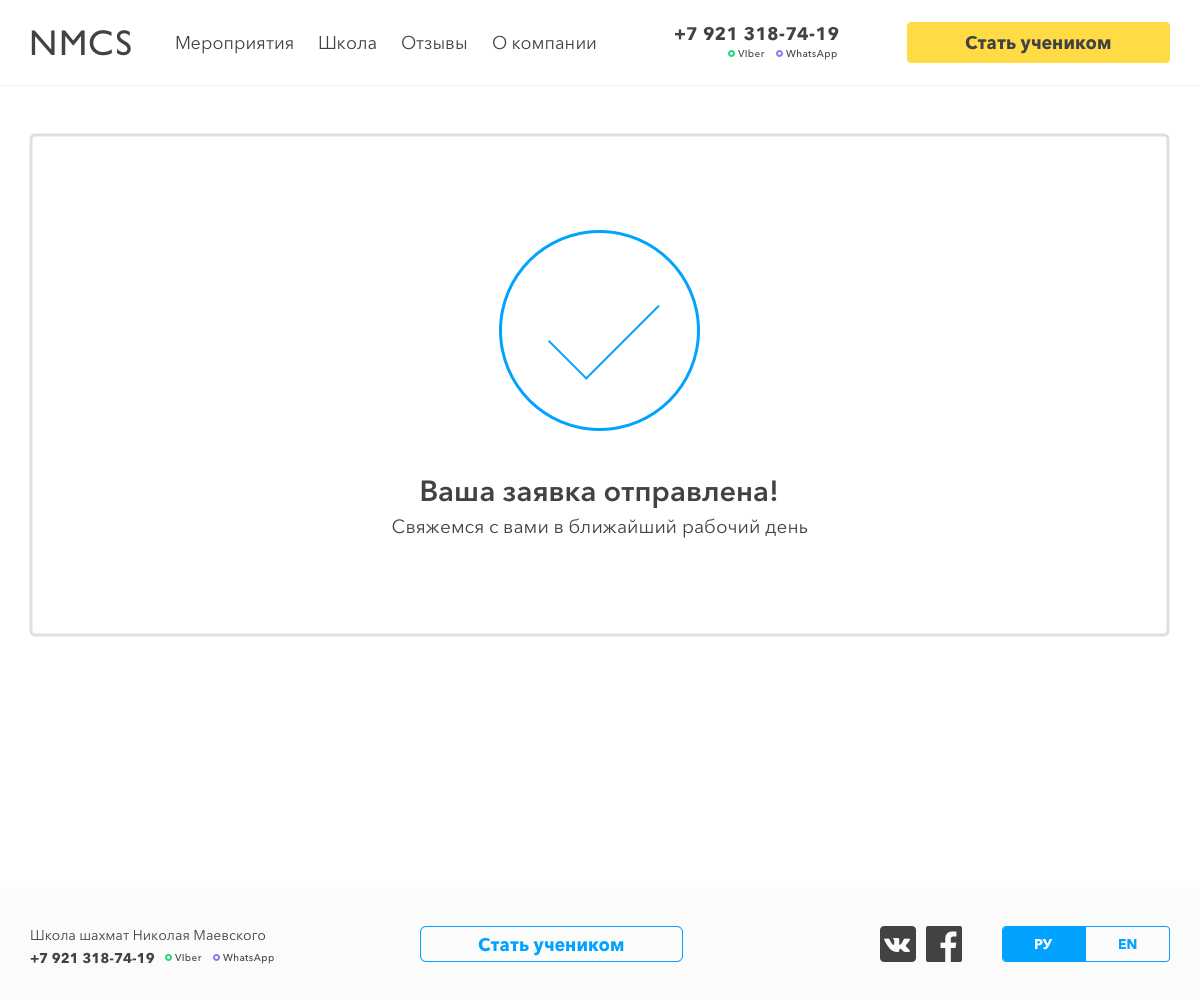 NMCS
Мероприятия Школа Отзывы О компании
+7 921 318-74-19
VIber WhatsApp
Стать учеником
Ваша заявка отправлена!
Свяжемся с вами в ближайший рабочий день
Школа шахмат Николая Маевского
+7 921 318-74-19 VIber WhatsApp
Стать учеником
РУ EN